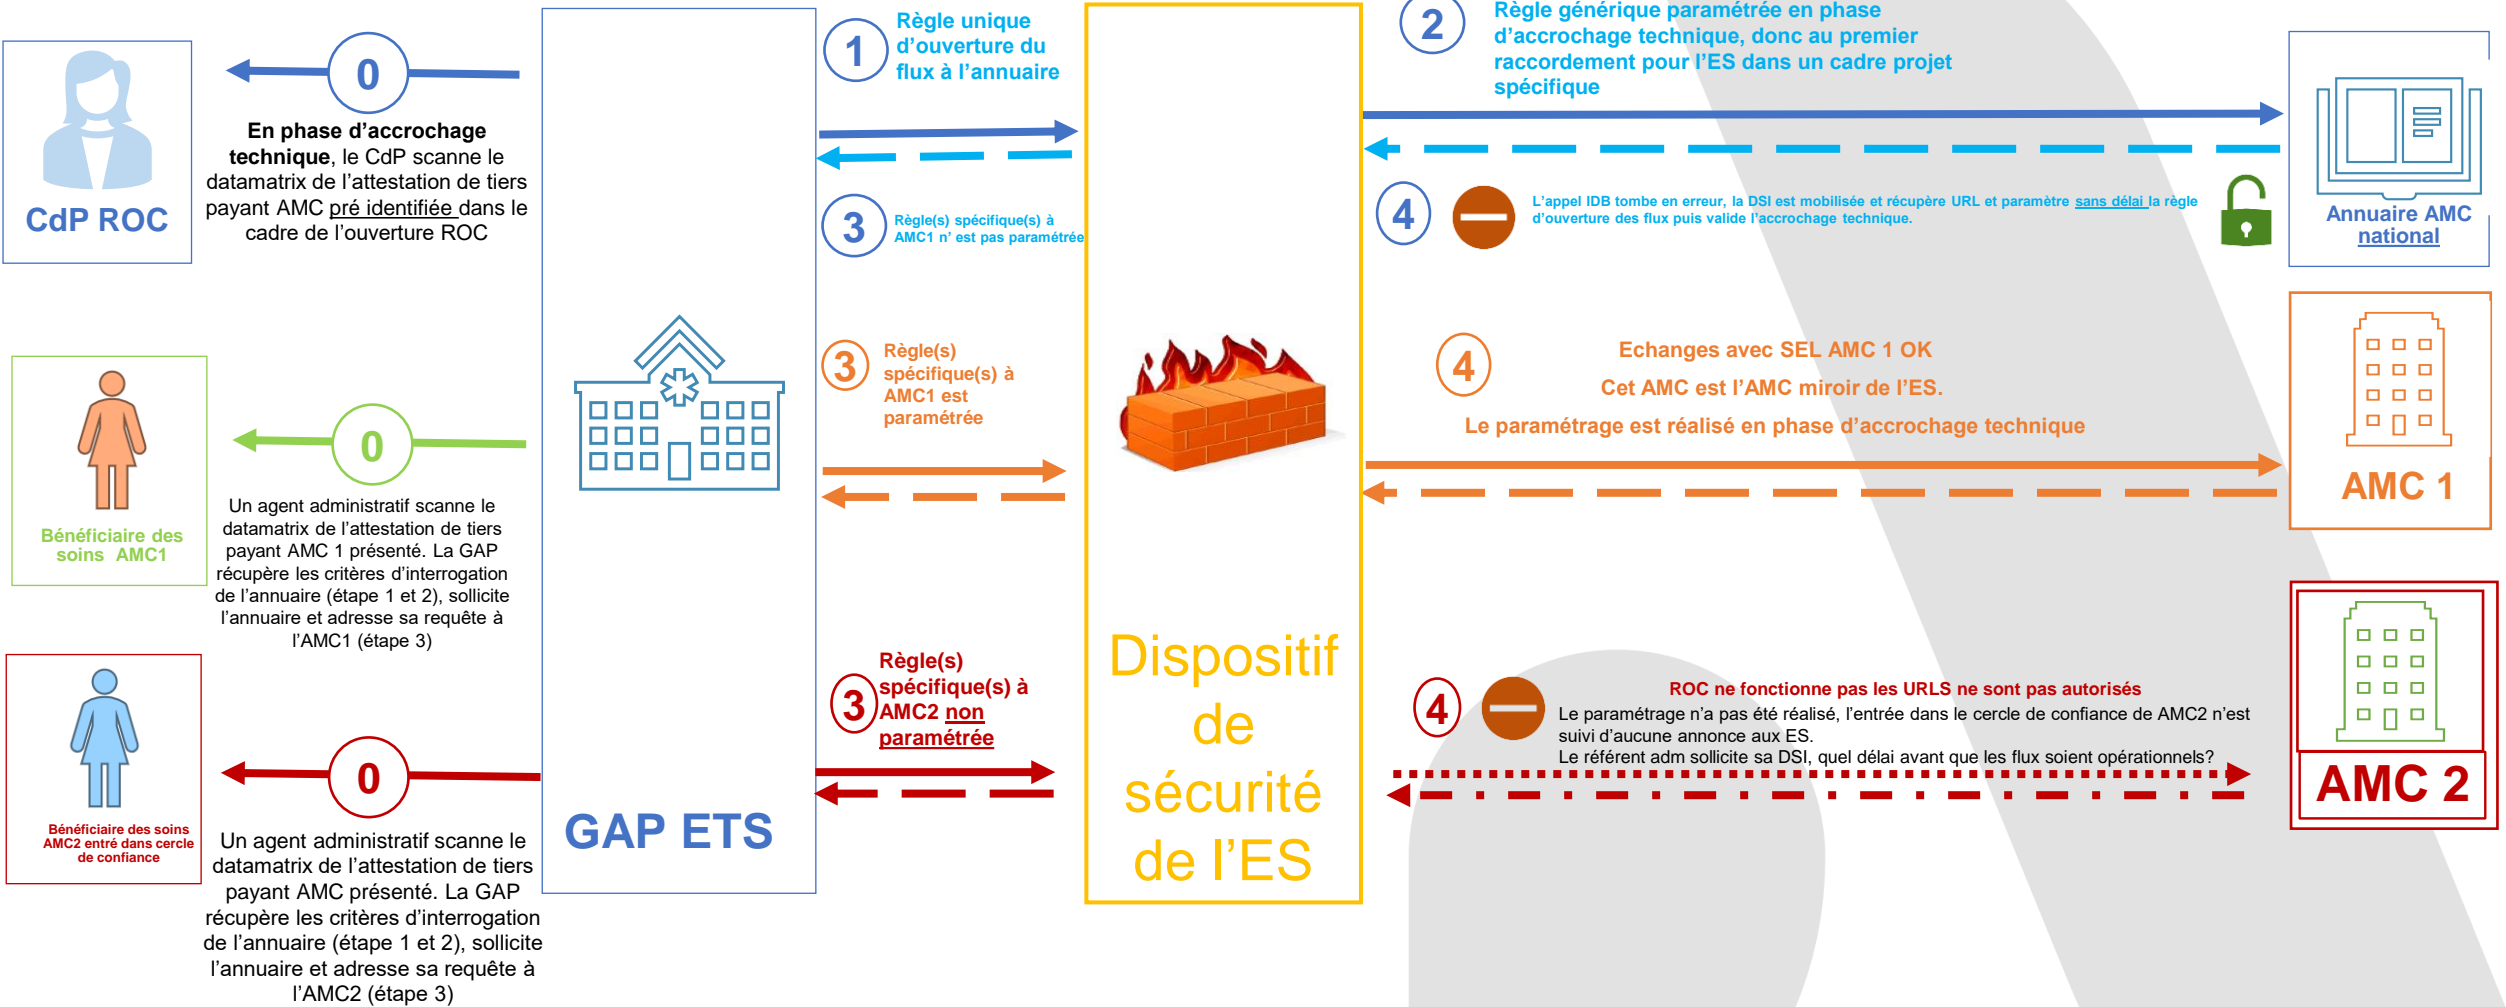 0
En phase d'accrochage
technique, le CdP scanne le
datamatrix de l'attestation de tiers
payant AMC pré identifiée dans le
cadre de l'ouverture ROC
CdP ROC
1
Règle unique
d'ouverture du
flux à l'annuaire
2
Règle générique paramétrée en phase
d'accrochage technique, donc au premier
raccordement pour l'ES dans un cadre projet
spécifique
3
Règle(s) spécifique(s) à
AMC1 n' est pas paramétrée
4
L'appel IDB tombe en erreur, la DSI est mobilisée et récupère URL et paramètre sans délai la règle
d'ouverture des flux puis valide l'accrochage technique.
Annuaire AMC
national
0
Bénéficiaire des
soins AMC1
Un agent administratif scanne le
datamatrix de l'attestation de tiers
payant AMC 1 présenté. La GAP
récupère les critères d'interrogation
de l'annuaire (étape 1 et 2), sollicite
l'annuaire et adresse sa requête à
l'AMC1 (étape 3)
3
Règle(s)
spécifique(s) à
AMC1 est
paramétrée
4
Echanges avec SEL AMC 1 OK
Cet AMC est l'AMC miroir de l'ES.
Le paramétrage est réalisé en phase d'accrochage technique
AMC 1
0
Bénéficiaire des soins
AMC2 entré dans cercle
de confiance
Un agent administratif scanne le
datamatrix de l'attestation de tiers
payant AMC présenté. La GAP
récupère les critères d'interrogation
de l'annuaire (étape 1 et 2), sollicite
l'annuaire et adresse sa requête à
l'AMC2 (étape 3)
GAP ETS
3
Règle(s)
spécifique(s) à
AMC2 non
paramétrée
Dispositif
de
sécurité
de l'ES
4
ROC ne fonctionne pas les URLS ne sont pas autorisés
Le paramétrage n'a pas été réalisé, l'entrée dans le cercle de confiance de AMC2 n'est
suivi d'aucune annonce aux ES.
Le référent adm sollicite sa DSI, quel délai avant que les flux soient opérationnels?
AMC 2